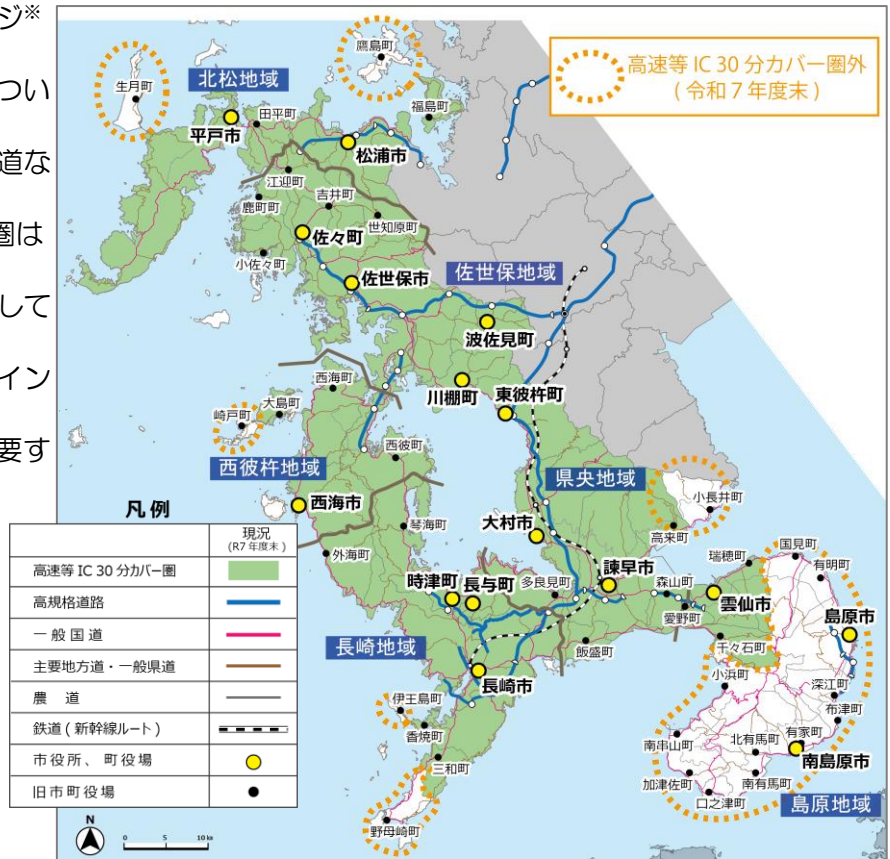 ジ※
つい
道な
圏は
して
イン
要す
高速等 IC 30 分カバー圏外
(令和７年度末)
鷹島町
生月町
北松地域
福島町
田平町
平戸市
松浦市
江迎町
吉井町
鹿町町
世知原町
佐々町
小佐々町
佐世保地域
佐世保市
波佐見町
西海町
川棚町
東彼杵町
大島町
崎戸町
西彼町
西彼杵地域
県央地域
小長井町
西海市
大村市
高来町
琴海町
外海町
国見町
瑞穂町
有明町
諫早市
時津町
長与町
多良見町
森山町
雲仙市
愛野町
島原市
千々石町
飯盛町
長崎地域
小浜町
長崎市
深江町
布津町
伊王島町
香焼町
南串山町
北有馬町
有家町
南島原市
三和町
加津佐町
南有馬町
口之津町
島原地域
野母崎町
凡例
現況
(R7年度末)
高速等 IC 30 分カバー圏
高規格道路
一般国道
主要地方道・一般県道
農 道
鉄道(新幹線ルート)
市役所、町役場
旧市町役場
N
0 5 10㎞